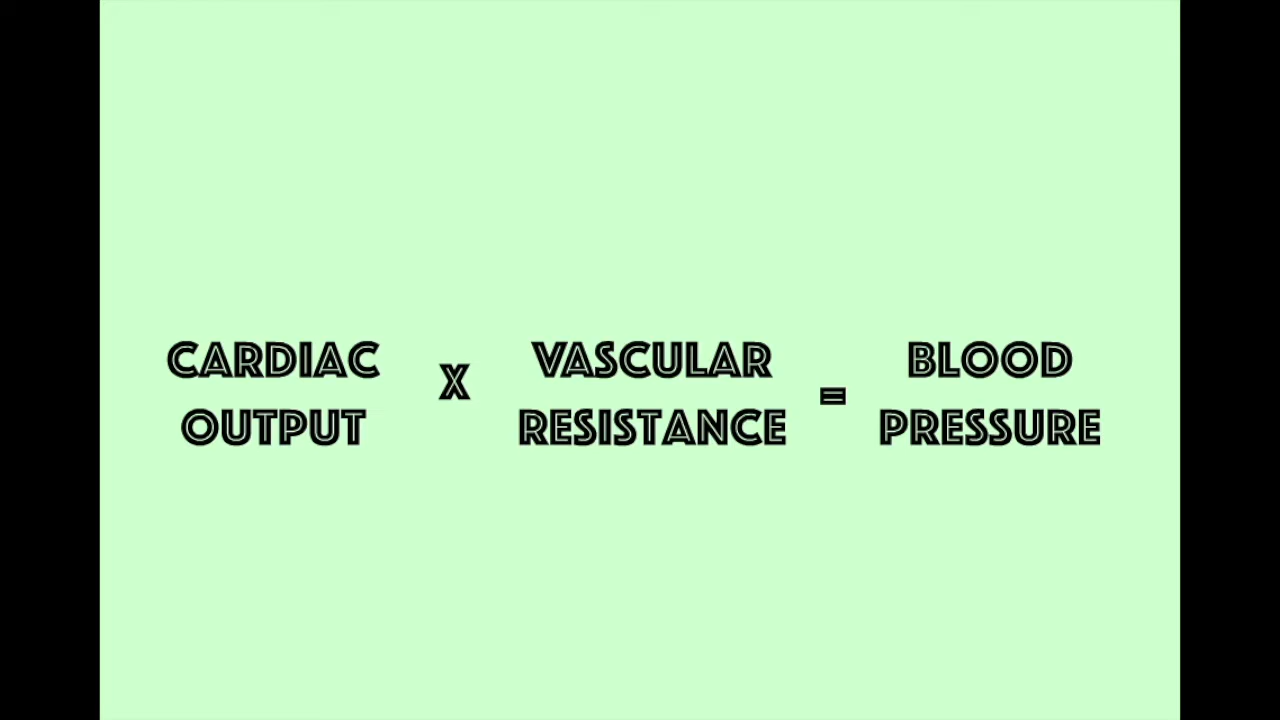 CARDIAC OUTPUT X VASCULAR RESISTANCE = BLOOD PRESSURE